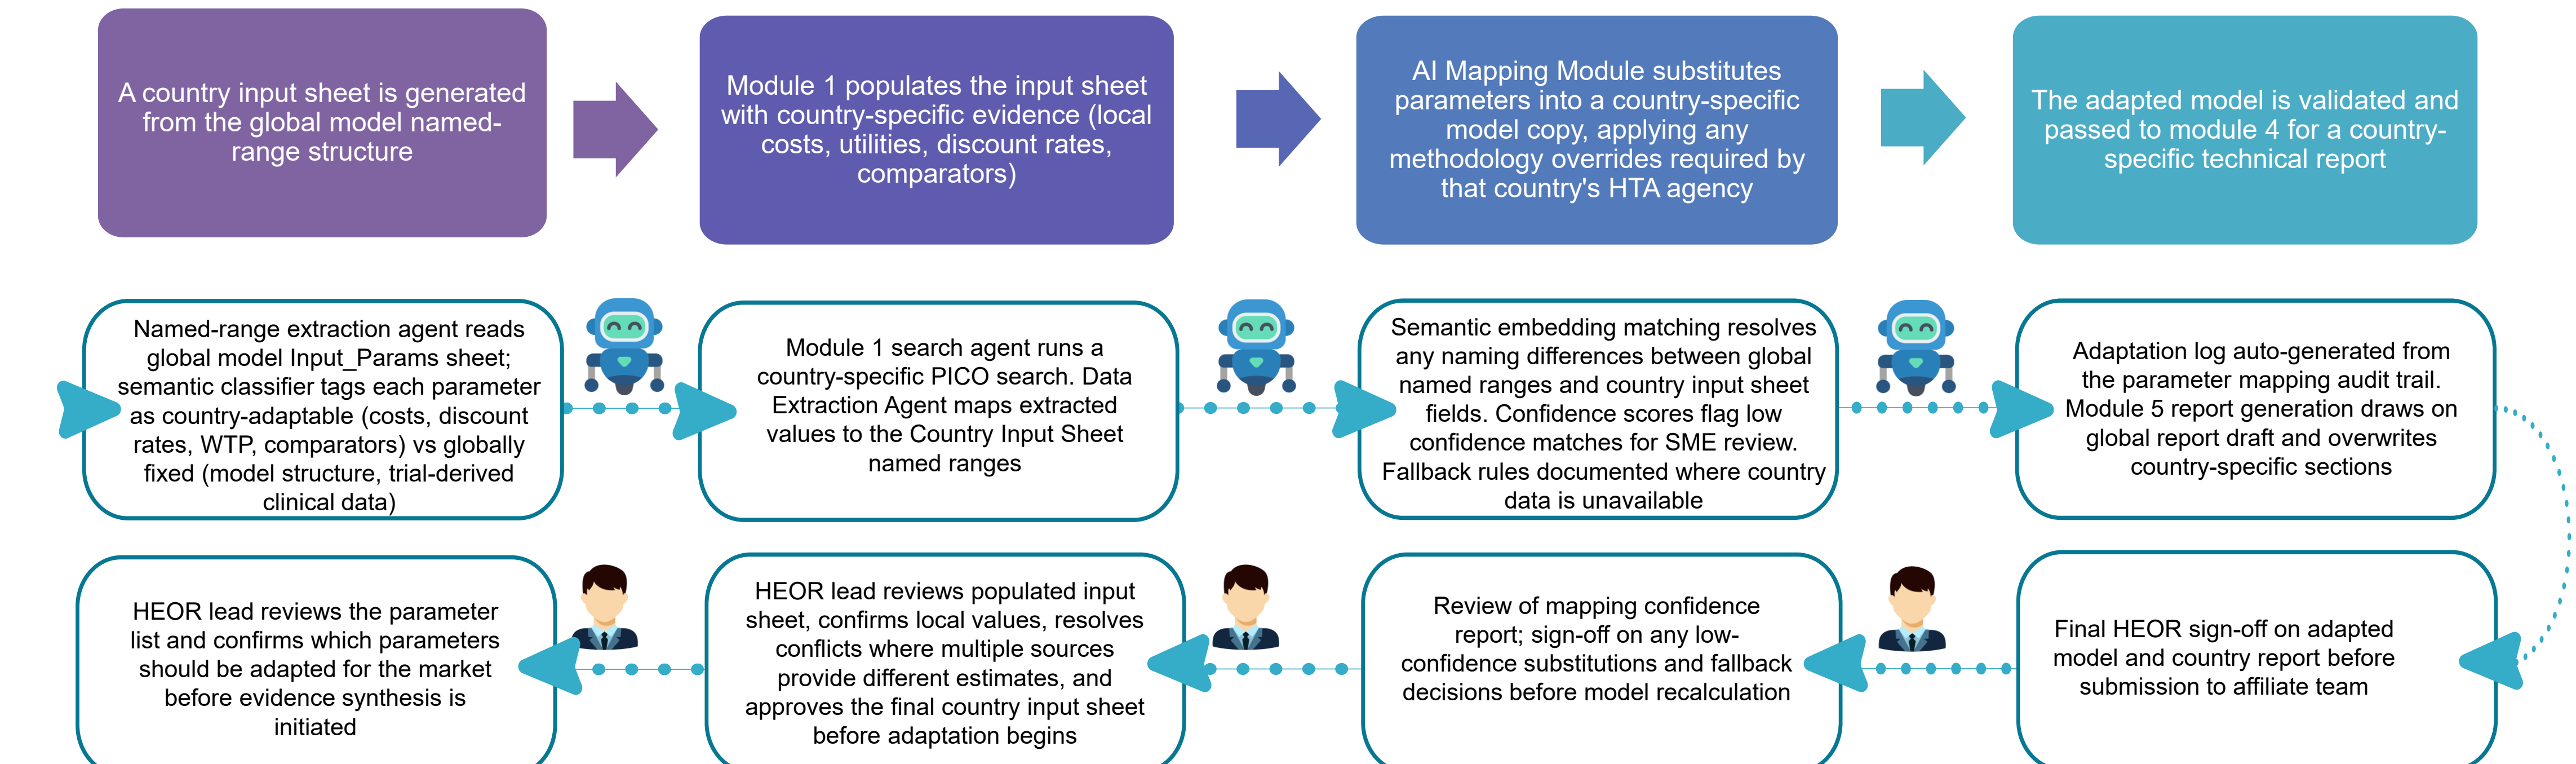 A country input sheet is generated
from the global model named-
range structure
Module 1 populates the input sheet
with country-specific evidence (local
costs, utilities, discount rates,
comparators)
AI Mapping Module substitutes
parameters into a country-specific
model copy, applying any
methodology overrides required by
that country's HTA agency
The adapted model is validated and
passed to module 4 for a country-
specific technical report
Named-range extraction agent reads
global model Input_Params sheet;
semantic classifier tags each parameter
as country-adaptable (costs, discount
rates, WTP, comparators) vs globally
fixed (model structure, trial-derived
clinical data)
Module 1 search agent runs a
country-specific PICO search. Data
Extraction Agent maps extracted
values to the Country Input Sheet
named ranges
Semantic embedding matching resolves
any naming differences between global
named ranges and country input sheet
fields. Confidence scores flag low
confidence matches for SME review.
Fallback rules documented where country
data is unavailable
Adaptation log auto-generated from
the parameter mapping audit trail.
Module 5 report generation draws on
global report draft and overwrites
country-specific sections
HEOR lead reviews the parameter
list and confirms which parameters
should be adapted for the market
before evidence synthesis is
initiated
HEOR lead reviews populated input
sheet, confirms local values, resolves
conflicts where multiple sources
provide different estimates, and
approves the final country input sheet
before adaptation begins
Review of mapping confidence
report; sign-off on any low-
confidence substitutions and fallback
decisions before model recalculation
Final HEOR sign-off on adapted
model and country report before
submission to affiliate team